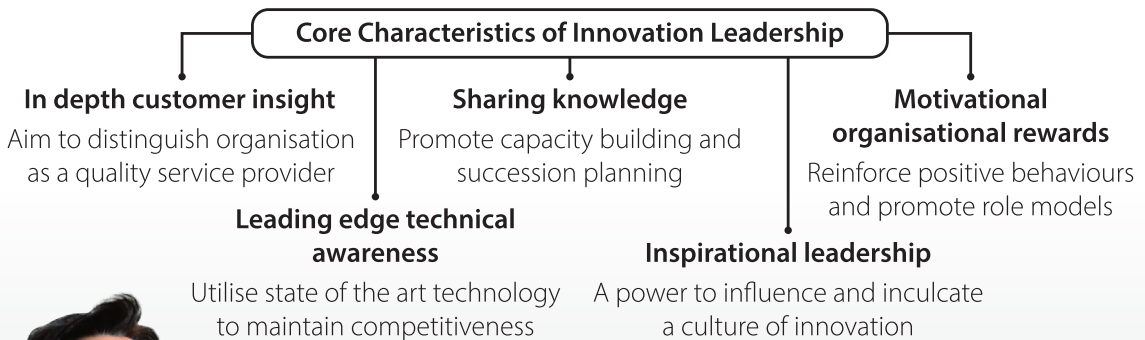 Core Characteristics of Innovation Leadership
In depth customer insight
Aim to distinguish organisation
as a quality service provider
Leading edge technical
awareness
Utilise state of the art technology
to maintain competitiveness
Sharing knowledge
Promote capacity building and
succession planning
Inspirational leadership
A power to influence and inculcate
a culture of innovation
Motivational
organisational rewards
Reinforce positive behaviours
and promote role models